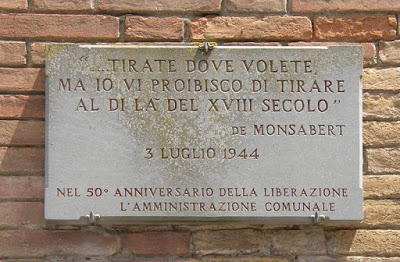 "....TIRATE DOVE VOLETE,
MA IO VI PROIBISCO DI TIRARE
AL DI LÀ DEL XVIII SECOLO"
DE MONSABERT
3 LUGLIO 1944
NEL 50° ANNIVERSARIO DELLA LIBERAZIONE
L'AMMINISTRAZIONE COMUNALE